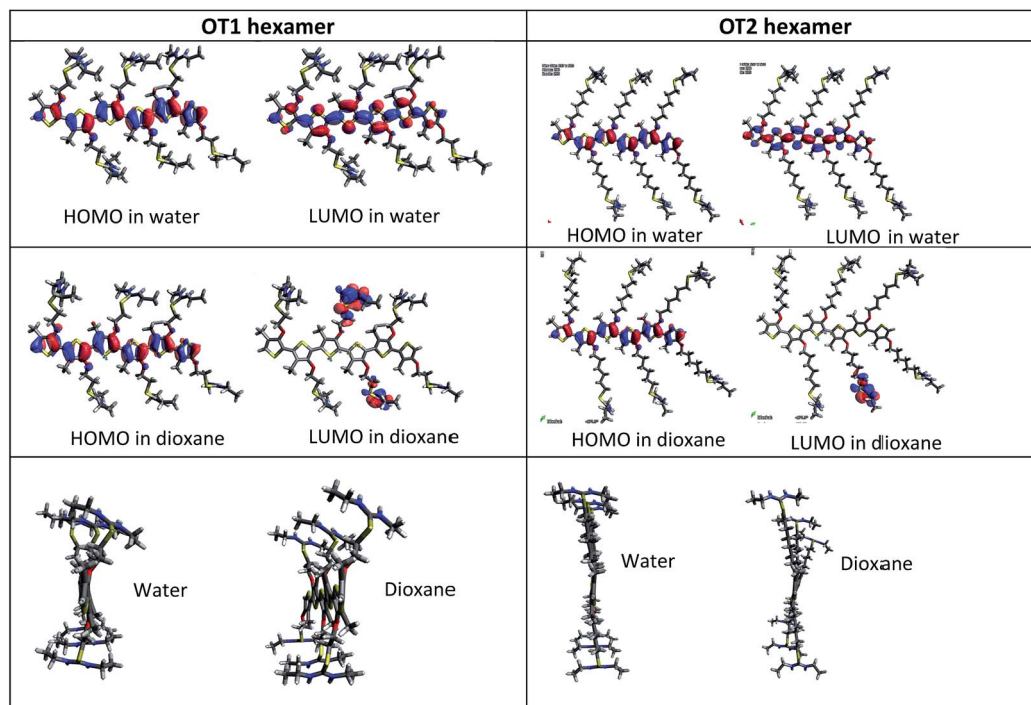 OT1 hexamer
OT2 hexamer
HOMO in water
LUMO in water
HOMO in water
LUMO in water
HOMO in dioxane
LUMO in dioxane
HOMO in dioxane
LUMO in dioxane
Water
Dioxane
Water
Dioxane